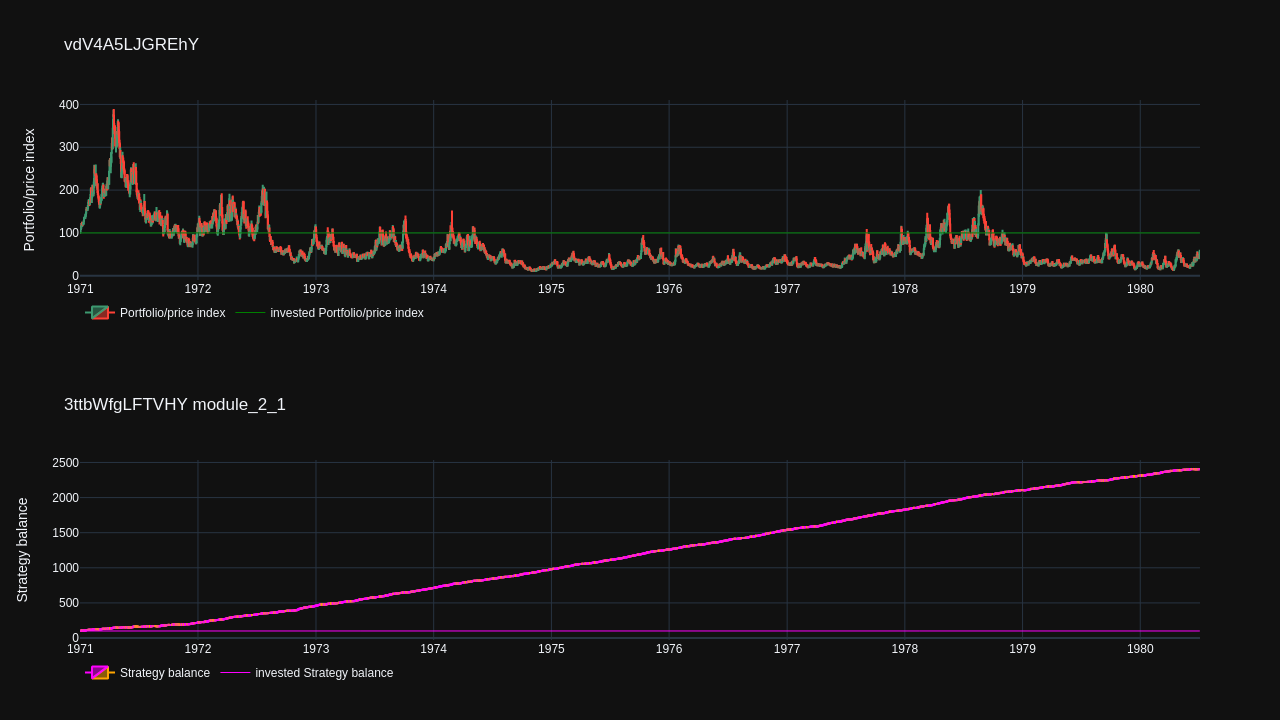 vdV4A5LJGREhY
Portfolio/price index
400
300
200
100
0
1971 1972 1973 1974 1975 1976 1977 1978 1979 1980
Portfolio/price index invested Portfolio/price index
3ttbWfgLFTVHY module_2_1
Strategy balance
2500
2000
1500
1000
500
0
1971 1972 1973 1974 1975 1976 1977 1978 1979 1980
Strategy balance invested Strategy balance